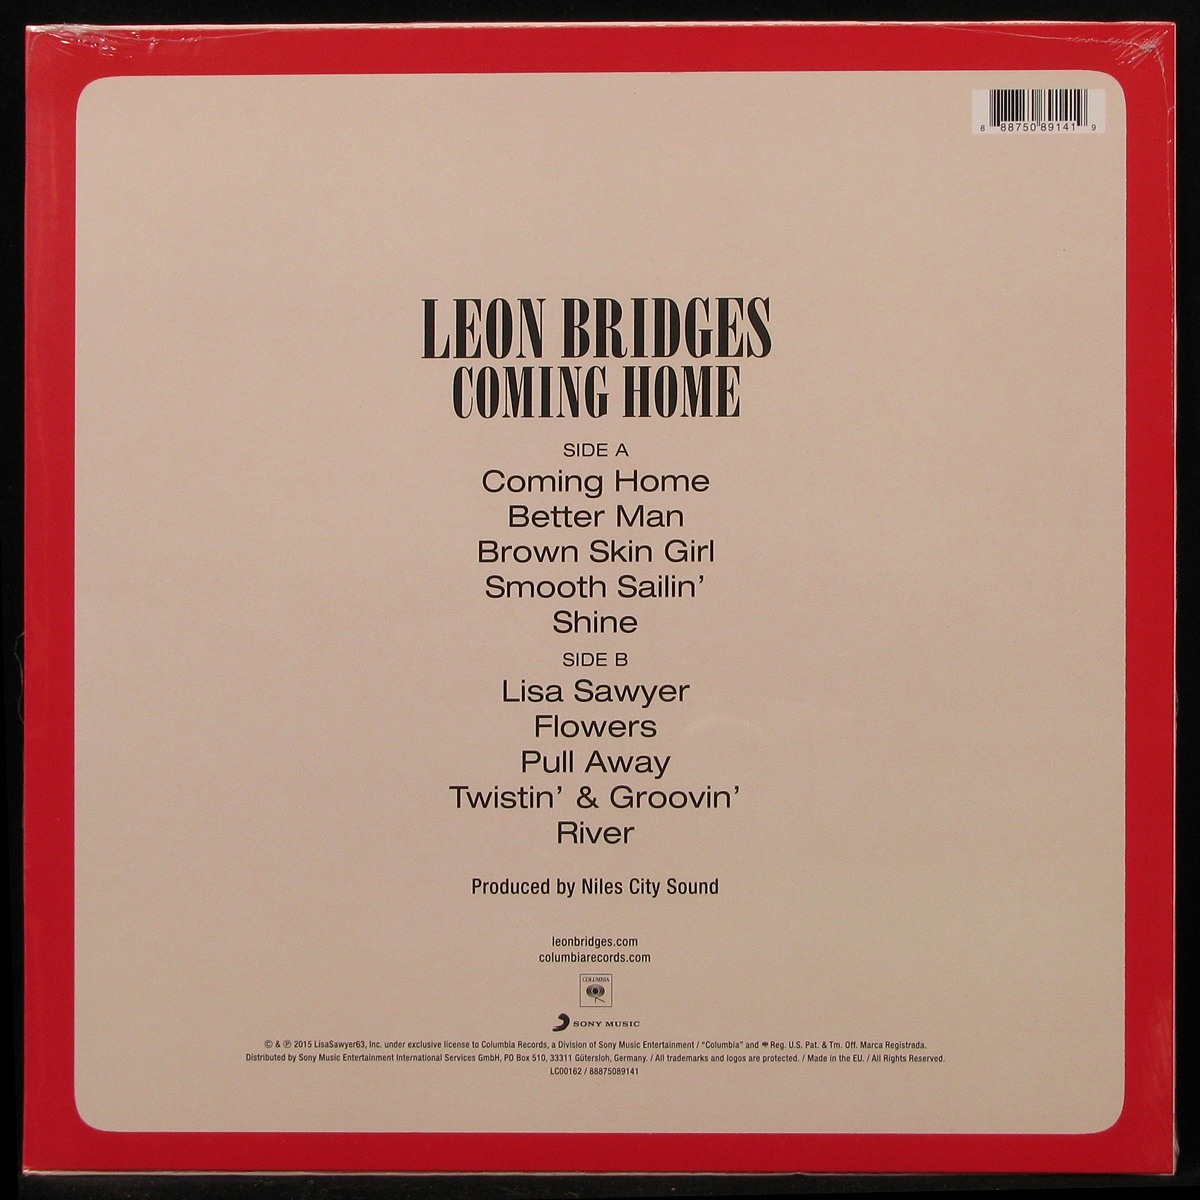 8 88750 89141 9
LEON BRIDGES
COMING HOME
SIDE A
Coming Home
Better Man
Brown Skin Girl
Smooth Sailin’
Shine
SIDE B
Lisa Sawyer
Flowers
Pull Away
Twistin’ & Groovin’
River
Produced by Niles City Sound
leonbridges.com
columbiarecords.com
COLUMBIA
SONY MUSIC
© & ℗ 2015 LisaSawyer63, Inc. under exclusive license to Columbia Records, a Division of Sony Music Entertainment / "Columbia" and Reg. U.S. Pat. & Tm. Off. Marca Registrada.
Distributed by Sony Music Entertainment International Services GmbH, PO Box 510, 33311 Gütersloh, Germany. / All trademarks and logos are protected. / Made in the EU. / All Rights Reserved.
LC00162 / 88875089141